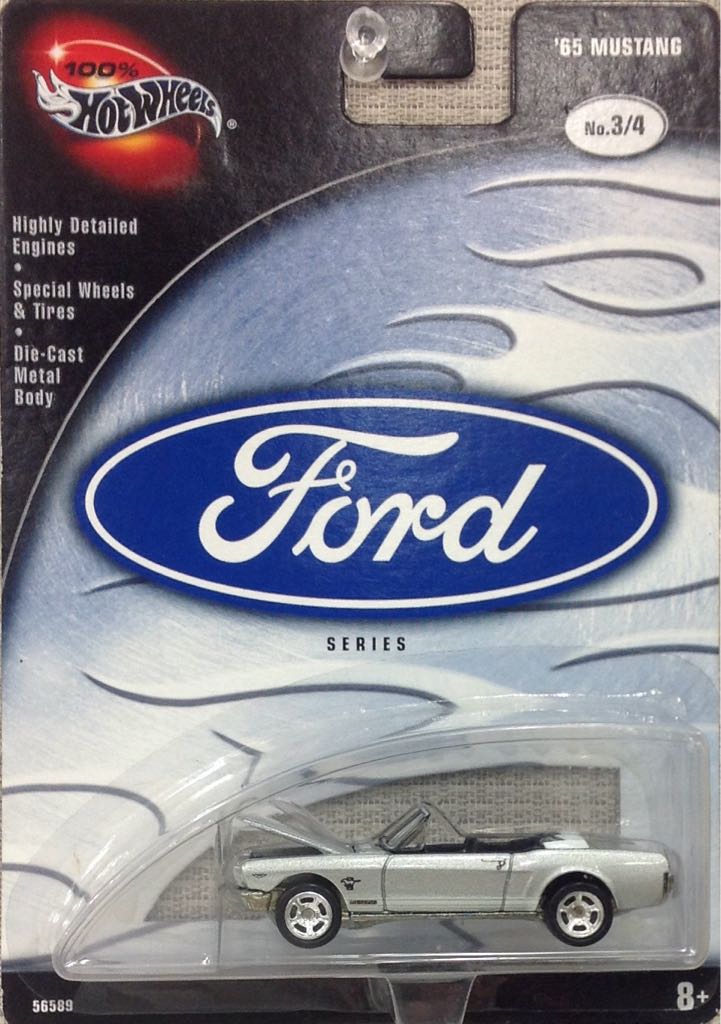 100%
Hot Wheels ®
'65 MUSTANG
No.3/4
Highly Detailed
Engines
•
Special Wheels
& Tires
•
Die-Cast
Metal
Body
Ford
SERIES
56589
8+